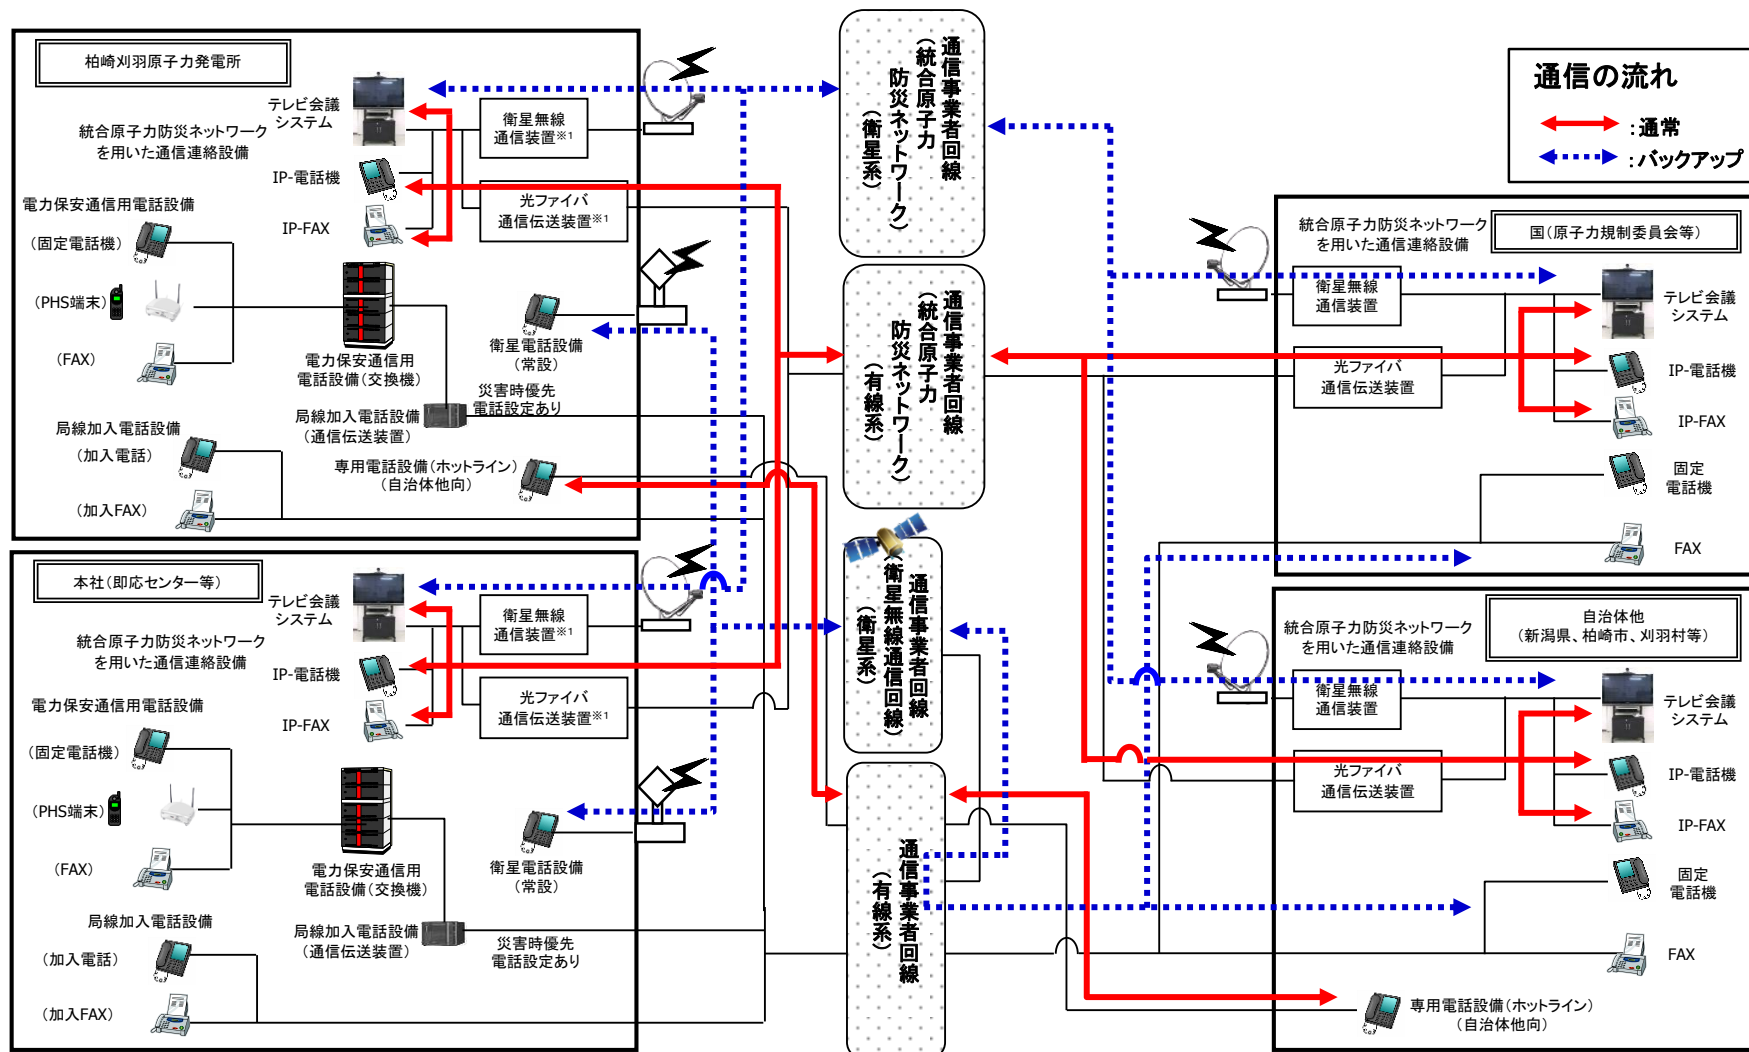 柏崎刈羽原子力発電所
テレビ会議
システム
統合原子力防災ネットワーク
を用いた通信連絡設備
衛星無線
通信装置※1
IP-電話機
光ファイバ
通信伝送装置※1
IP-FAX
電力保安通信用電話設備
(固定電話機)
(PHS端末)
(FAX)
電力保安通信用
電話設備(交換機)
衛星電話設備
(常設)
災害時優先
電話設定あり
局線加入電話設備
(通信伝送装置)
局線加入電話設備
(加入電話)
(加入FAX)
専用電話設備(ホットライン)
(自治体他向)
本社(即応センター等)
テレビ会議
システム
統合原子力防災ネットワーク
を用いた通信連絡設備
衛星無線
通信装置※1
IP-電話機
光ファイバ
通信伝送装置※1
IP-FAX
電力保安通信用電話設備
(固定電話機)
(PHS端末)
(FAX)
電力保安通信用
電話設備(交換機)
衛星電話設備
(常設)
局線加入電話設備
(加入電話)
(加入FAX)
局線加入電話設備
(通信伝送装置)
災害時優先
電話設定あり
通信事業者回線
(統合原子力
防災ネットワーク)
(衛星系)
通信事業者回線
(統合原子力
防災ネットワーク)
(有線系)
通信事業者回線
(衛星無線通信回線)
(衛星系)
通信事業者回線
(有線系)
通信の流れ
:通常
:バックアップ
統合原子力防災ネットワーク
を用いた通信連絡設備
国(原子力規制委員会等)
衛星無線
通信装置
テレビ会議
システム
光ファイバ
通信伝送装置
IP-電話機
IP-FAX
固定
電話機
FAX
自治体他
(新潟県、柏崎市、刈羽村等)
統合原子力防災ネットワーク
を用いた通信連絡設備
衛星無線
通信装置
テレビ会議
システム
光ファイバ
通信伝送装置
IP-電話機
IP-FAX
固定
電話機
FAX
専用電話設備(ホットライン)
(自治体他向)